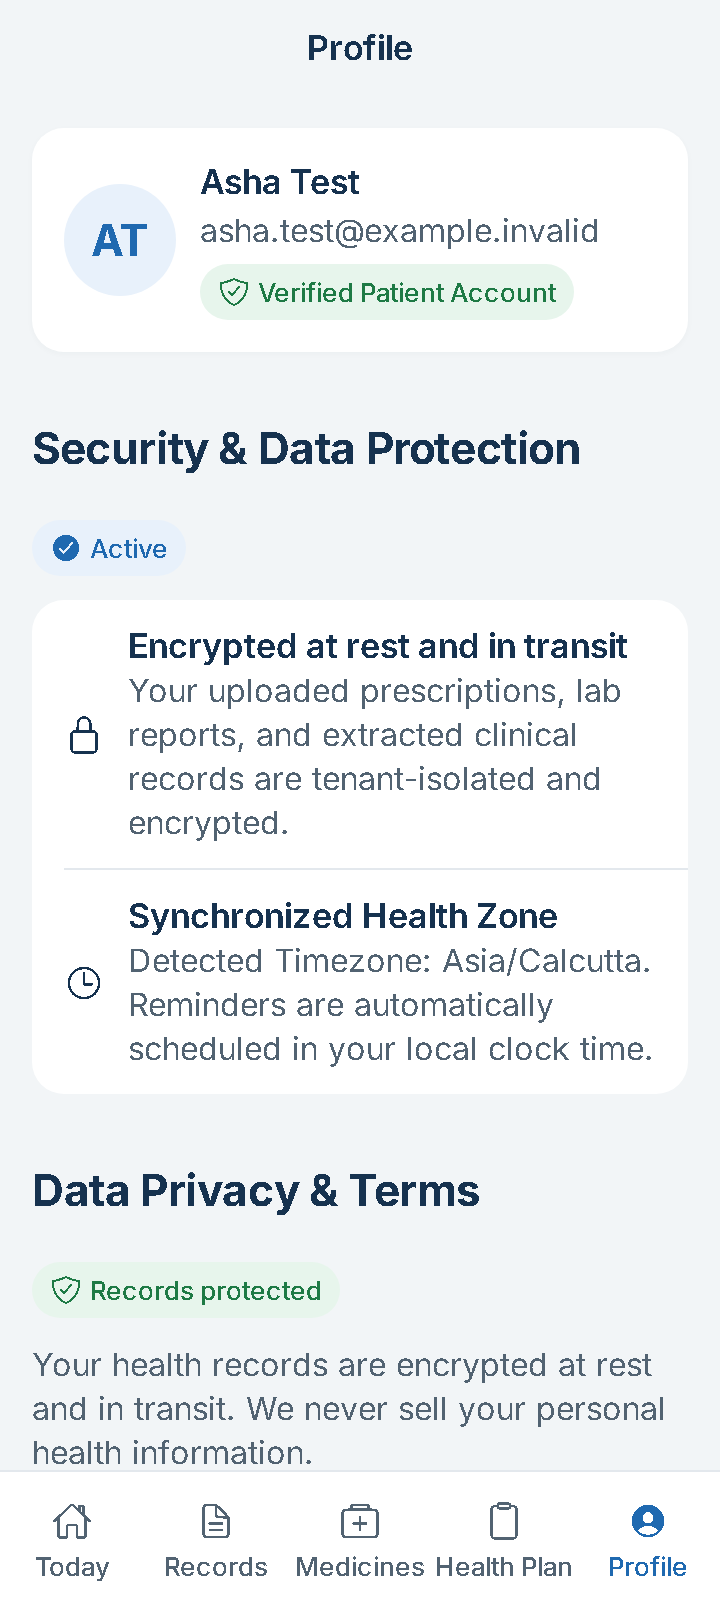 Profile
AT
Asha Test
asha.test@example.invalid
Verified Patient Account
Security & Data Protection
Active
Encrypted at rest and in transit
Your uploaded prescriptions, lab
reports, and extracted clinical
records are tenant-isolated and
encrypted.
Synchronized Health Zone
Detected Timezone: Asia/Calcutta.
Reminders are automatically
scheduled in your local clock time.
Data Privacy & Terms
Records protected
Your health records are encrypted at rest
and in transit. We never sell your personal
health information.
Today
Records
Medicines
Health Plan
Profile